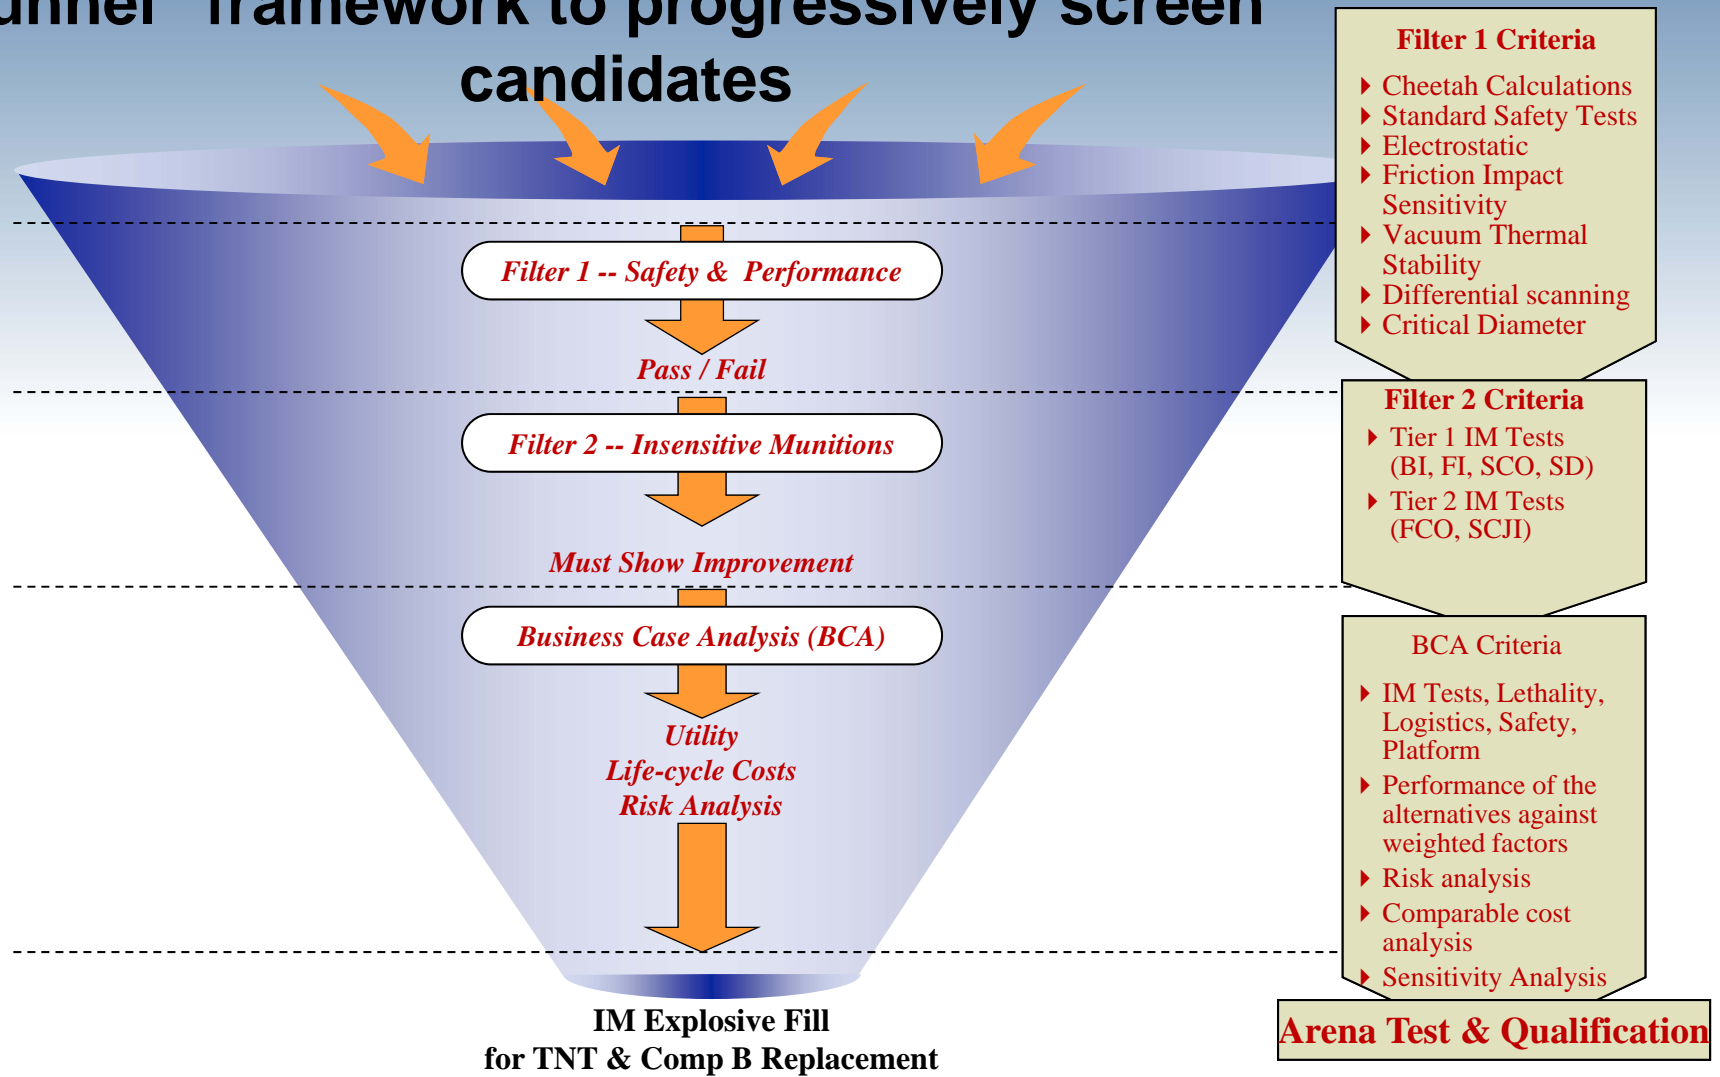 framework to progressively screen
candidates
Filter 1 -- Safety & Performance
Pass / Fail
Filter 2 -- Insensitive Munitions
Must Show Improvement
Business Case Analysis (BCA)
Utility
Life-cycle Costs
Risk Analysis
IM Explosive Fill
for TNT & Comp B Replacement
Filter 1 Criteria
Cheetah Calculations
Standard Safety Tests
Electrostatic
Friction Impact
Sensitivity
Vacuum Thermal
Stability
Differential scanning
Critical Diameter
Filter 2 Criteria
Tier 1 IM Tests
(BI, FI, SCO, SD)
Tier 2 IM Tests
(FCO, SCJI)
BCA Criteria
IM Tests, Lethality,
Logistics, Safety,
Platform
Performance of the
alternatives against
weighted factors
Risk analysis
Comparable cost
analysis
Sensitivity Analysis
Arena Test & Qualification